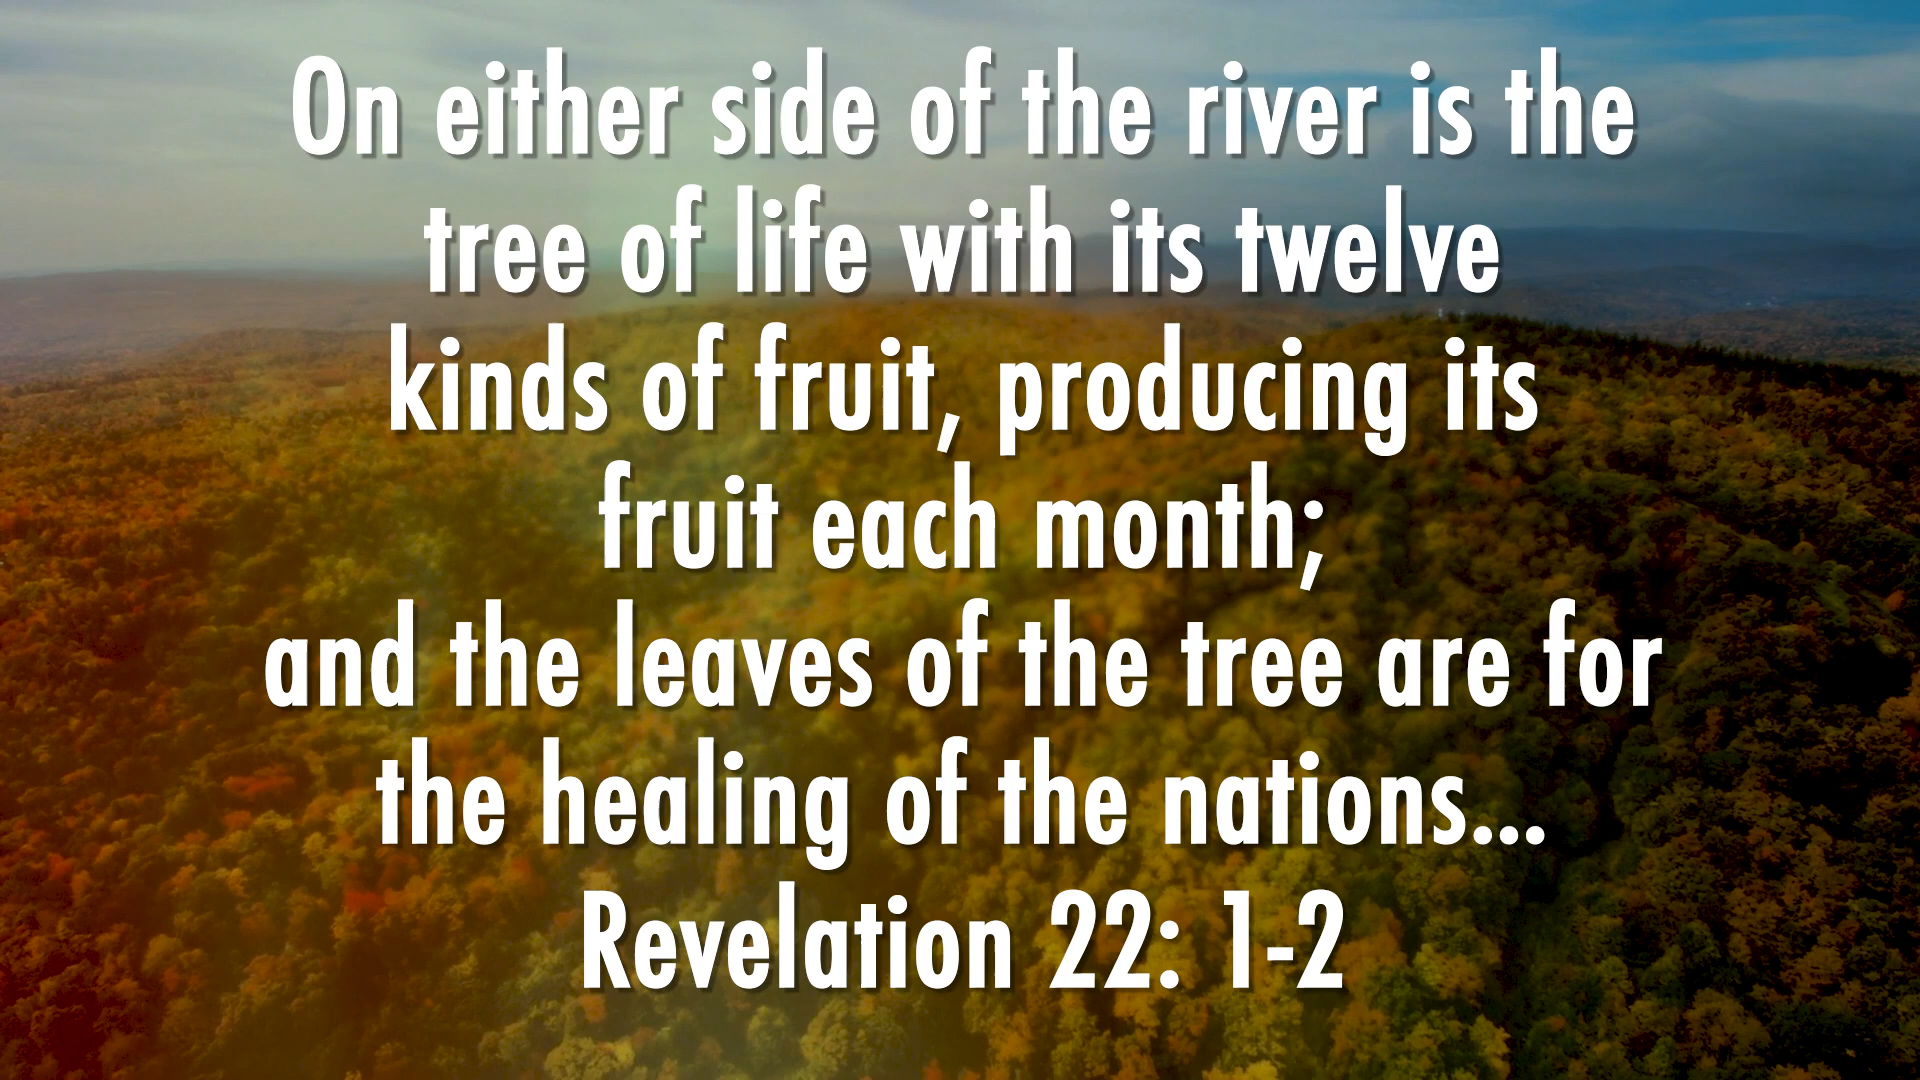 On either side of the river is the
tree of life with its twelve
kinds of fruit, producing its
fruit each month;
and the leaves of the tree are for
the healing of the nations...
Revelation 22: 1-2